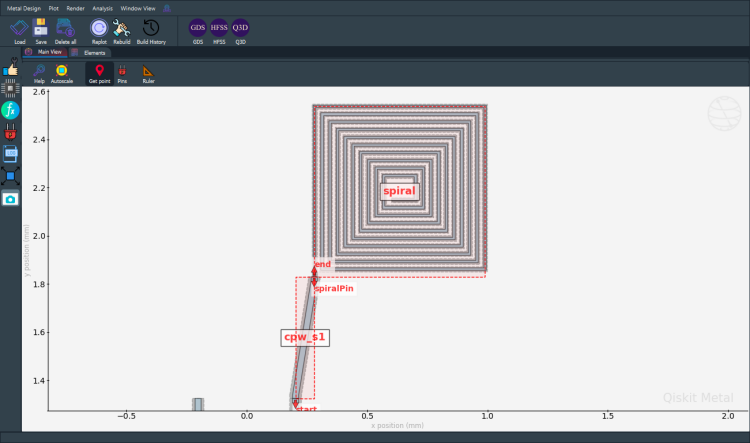 Metal Design Plot Render Analysis Window View
GDS HFSS Q3D
Load Save Delete all Replot Rebuild Build History GDS HFSS Q3D
Main View Elements
Help Autoscale Get point Pins Ruler
2.6
2.4
2.2
2.0
1.8
1.6
1.4
y position (mm)
spiral
end
spiralPin
cpw_s1
start
Qiskit Metal
−0.5 0.0 0.5 1.0 1.5 2.0
x position (mm)